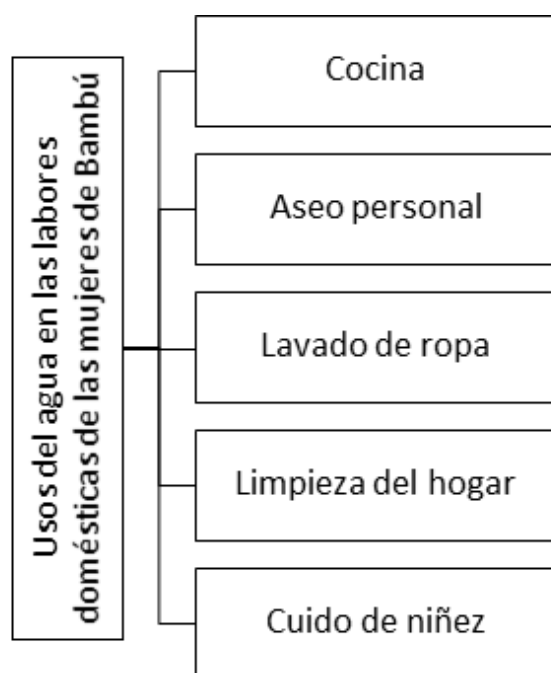 Usos del agua en las labores
domésticas de las mujeres de Bambú
Cocina
Aseo personal
Lavado de ropa
Limpieza del hogar
Cuido de niñez